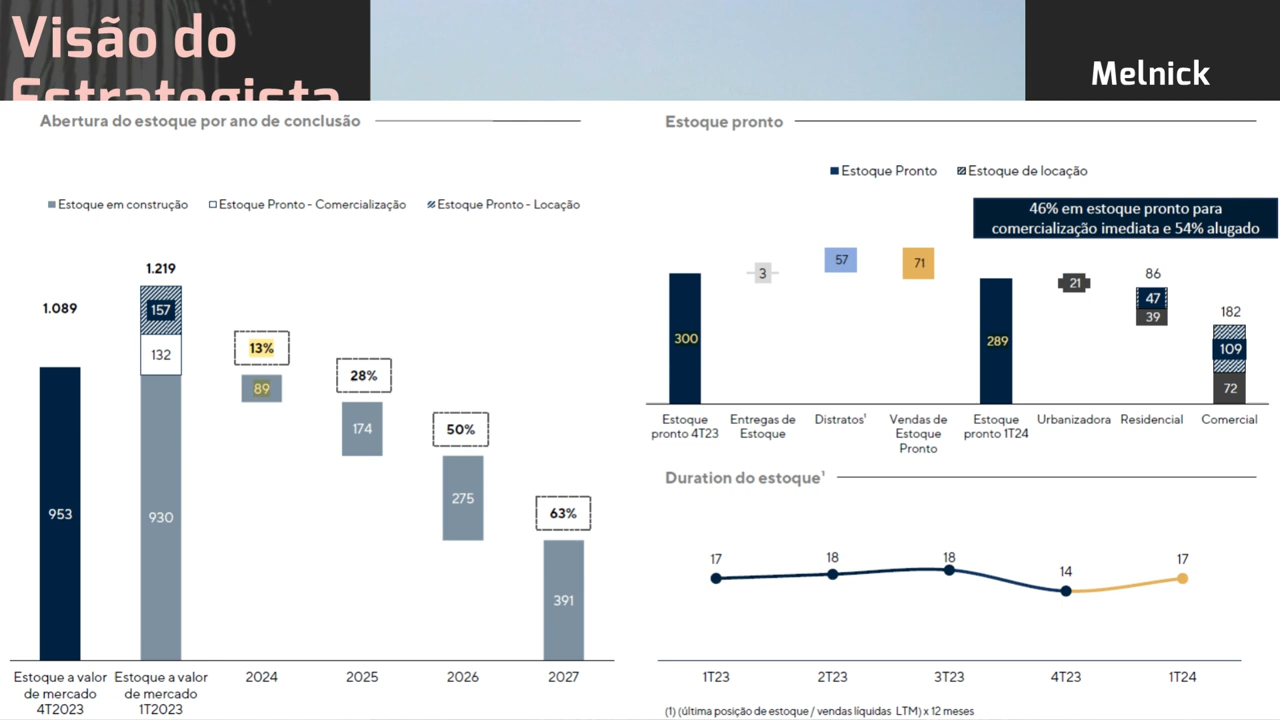 Visão do
Estrategista
Melnick
Abertura do estoque por ano de conclusão
Estoque em construção
Estoque Pronto - Comercialização
Estoque Pronto - Locação
1.089
953
1.219
157
132
930
13%
89
28%
174
50%
275
63%
391
Estoque a valor
de mercado
4T2023
Estoque a valor
de mercado
1T2023
2024
2025
2026
2027
Estoque pronto
Estoque Pronto
Estoque de locação
46% em estoque pronto para
comercialização imediata e 54% alugado
300
3
57
71
289
21
86
47
39
182
109
72
Estoque
pronto 4T23
Entregas de
Estoque
Distratos¹
Vendas de
Estoque
Pronto
Estoque
pronto 1T24
Urbanizadora
Residencial
Comercial
Duration do estoque¹
17
18
18
14
17
1T23
2T23
3T23
4T23
1T24
(1) (última posição de estoque / vendas líquidas LTM) x 12 meses